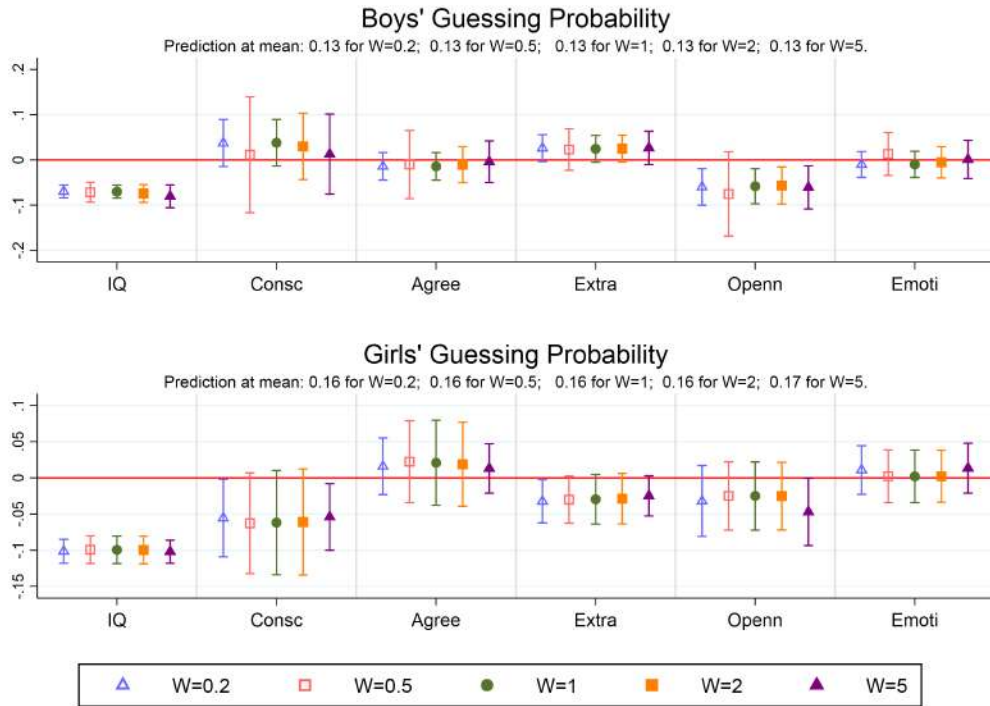 Boys' Guessing Probability
Prediction at mean: 0.13 for W=0.2; 0.13 for W=0.5; 0.13 for W=1; 0.13 for W=2; 0.13 for W=5.
.2
.1
0
-.1
-.2
IQ Consc Agree Extra Openn Emoti
Girls' Guessing Probability
Prediction at mean: 0.16 for W=0.2; 0.16 for W=0.5; 0.16 for W=1; 0.16 for W=2; 0.17 for W=5.
.1
.05
0
-.05
-.1
-.15
IQ Consc Agree Extra Openn Emoti
W=0.2 W=0.5 W=1 W=2 W=5